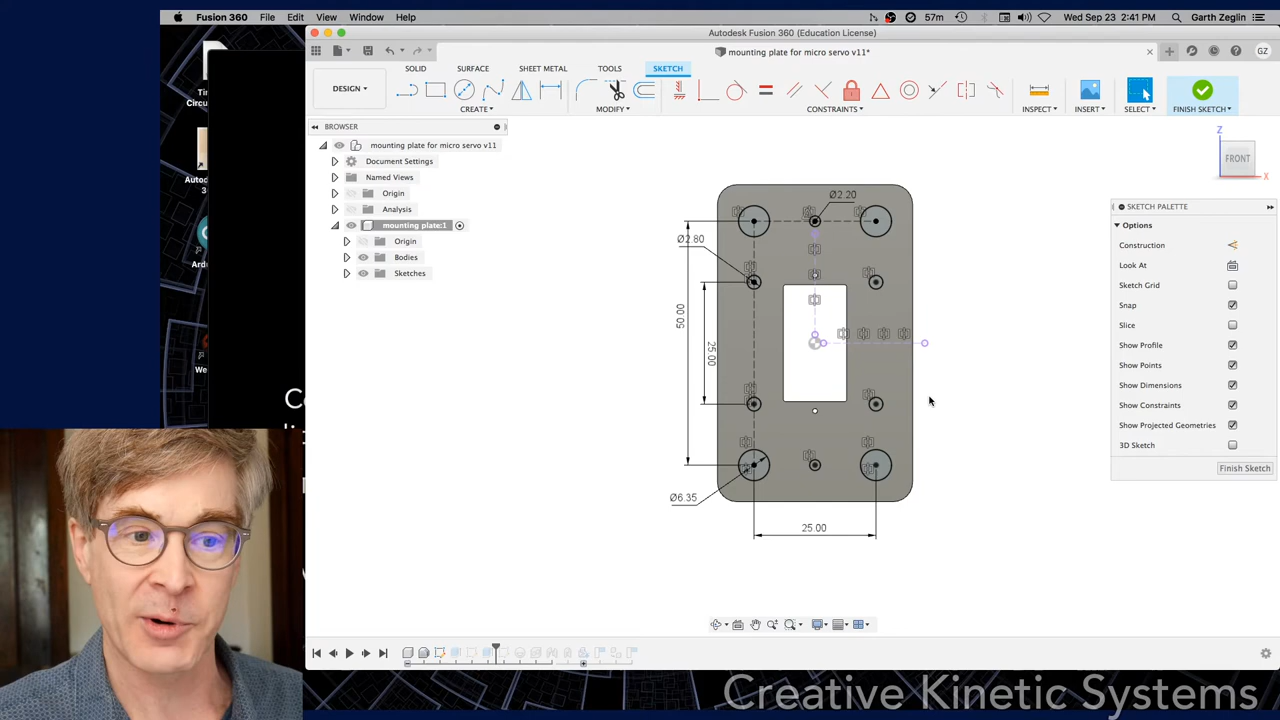 Fusion 360 File Edit View Window Help
57m Wed Sep 23 2:41 PM Garth Zeglin
Autodesk Fusion 360 (Education License)
mounting plate for micro servo v11*
GZ
SOLID SURFACE SHEET METAL TOOLS SKETCH
DESIGN
CREATE MODIFY CONSTRAINTS INSPECT INSERT SELECT FINISH SKETCH
BROWSER
mounting plate for micro servo v11
Document Settings
Named Views
Origin
Analysis
mounting plate:1
Origin
Bodies
Sketches
Z
FRONT
X
SKETCH PALETTE
Options
Construction
Look At
Sketch Grid
Snap
Slice
Show Profile
Show Points
Show Dimensions
Show Constraints
Show Projected Geometries
3D Sketch
Finish Sketch
Ø2.20
Ø2.80
50.00
25.00
Ø6.35
25.00
Creative Kinetic Systems